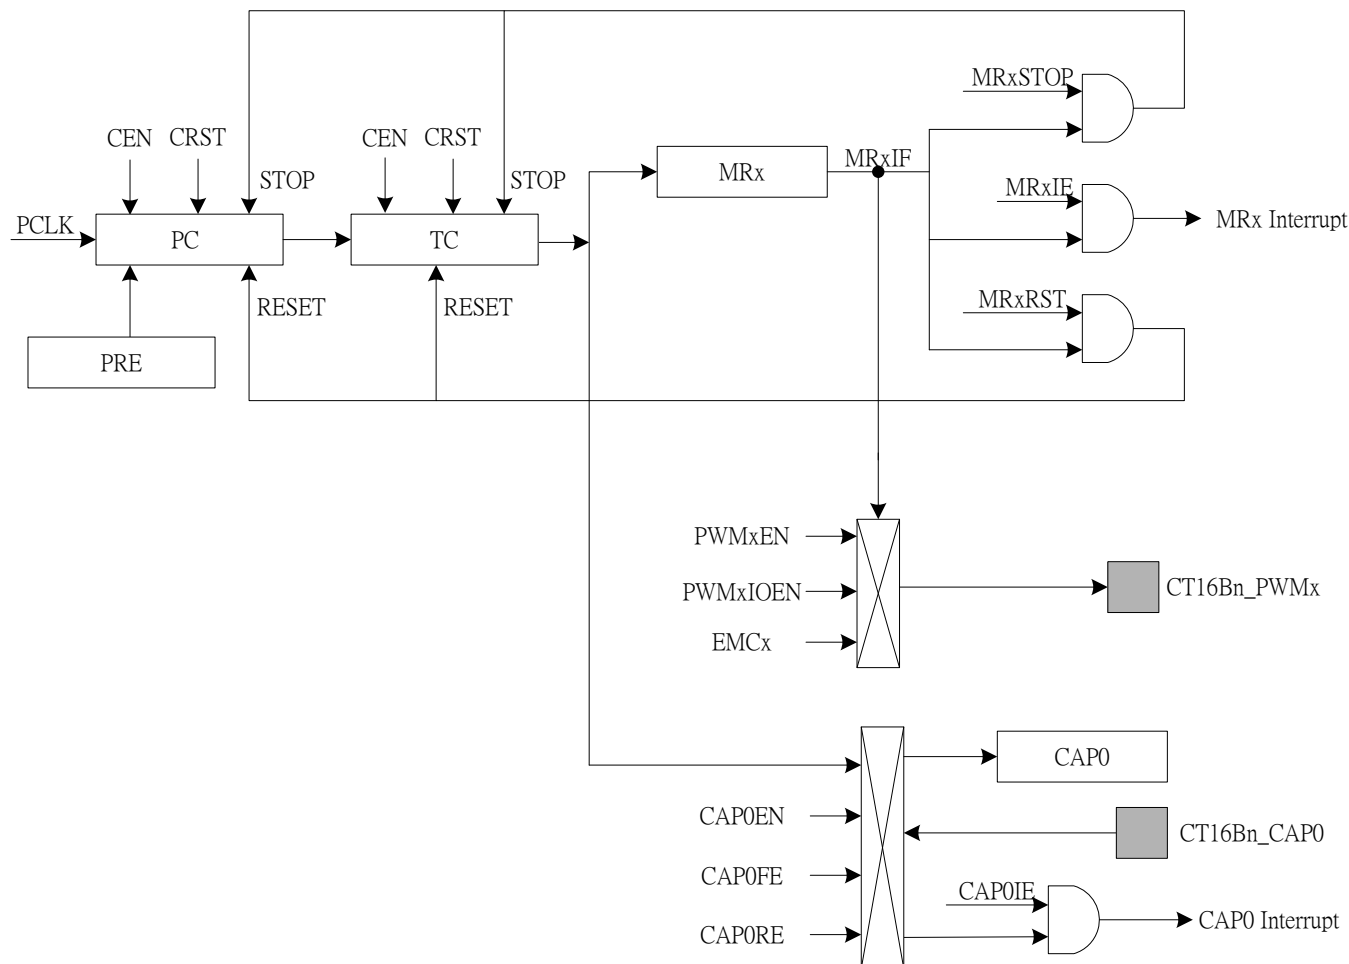 MRxSTOP
CEN
CRST
CEN
CRST
STOP
STOP
MRx
MRxIF
MRxIE
MRx Interrupt
PCLK
PC
TC
RESET
RESET
MRxRST
PRE
PWMxEN
PWMxIOEN
EMCx
CT16Bn_PWMx
CAP0
CAP0EN
CT16Bn_CAP0
CAP0FE
CAP0IE
CAP0RE
CAP0 Interrupt